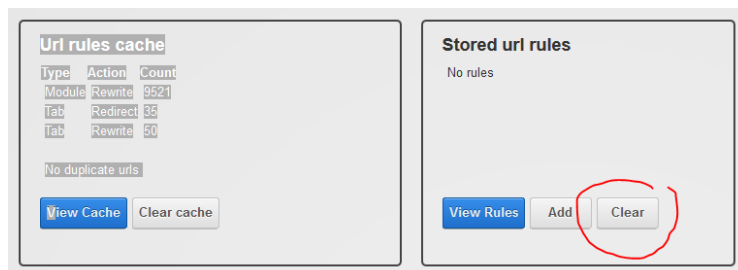 Url rules cache
Type Action Count
Module Rewrite 9521
Tab Redirect 35
Tab Rewrite 50
No duplicate urls
View Cache Clear cache
Stored url rules
No rules
View Rules Add Clear